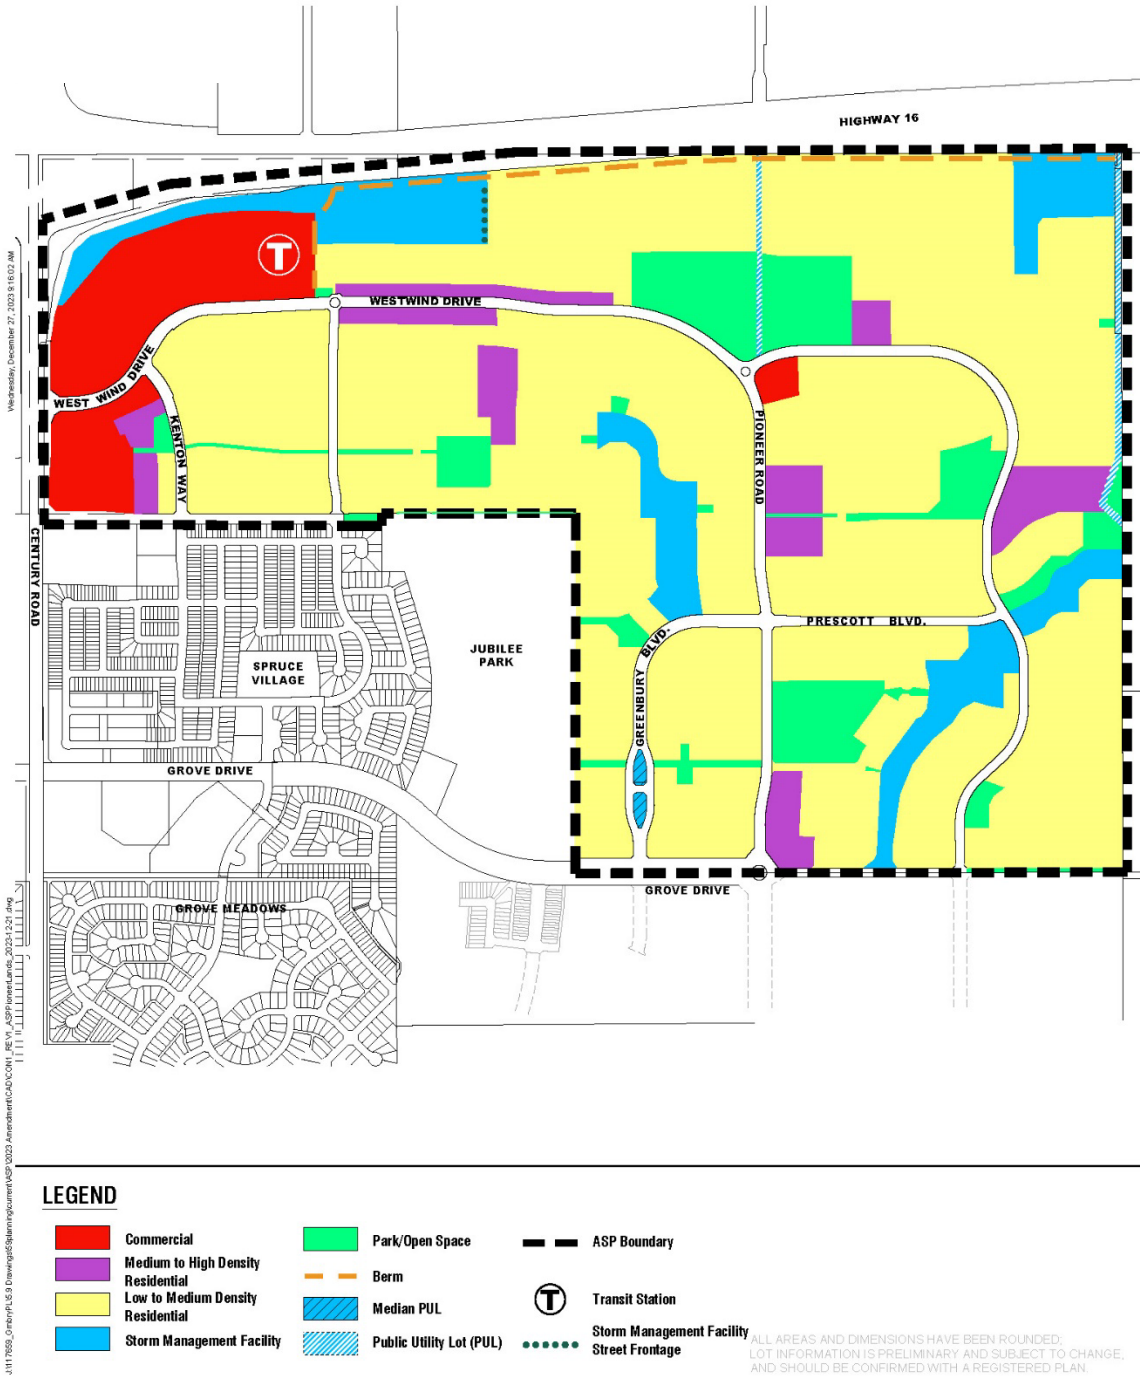 HIGHWAY 16
Wednesday, December 27, 2023 9:16:02 AM
T
WESTWIND DRIVE
WEST WIND DRIVE
KENTON WAY
PIONEER ROAD
CENTURY ROAD
PRESCOTT BLVD.
JUBILEE
PARK
SPRUCE
VILLAGE
GREENBURY BLVD.
GROVE DRIVE
GROVE DRIVE
GROVE MEADOWS
LEGEND
Commercial
Medium to High Density
Residential
Low to Medium Density
Residential
Storm Management Facility
Park/Open Space
Berm
Median PUL
Public Utility Lot (PUL)
ASP Boundary
T
Transit Station
Storm Management Facility
Street Frontage
ALL AREAS AND DIMENSIONS HAVE BEEN ROUNDED;
LOT INFORMATION IS PRELIMINARY AND SUBJECT TO CHANGE,
AND SHOULD BE CONFIRMED WITH A REGISTERED PLAN.